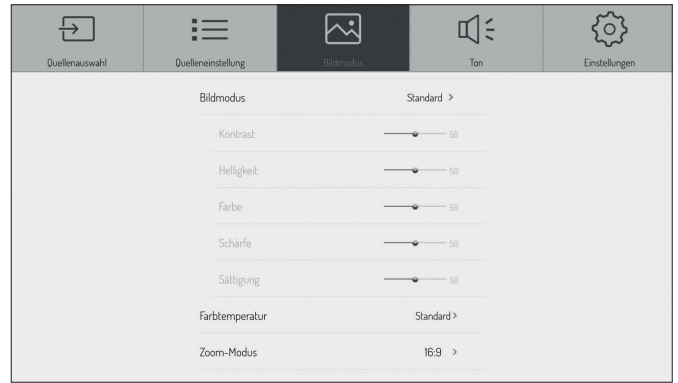 Quellenauswahl Quelleneinstellung Bildmodus Ton Einstellungen
Bildmodus Standard >
Kontrast 50
Helligkeit 50
Farbe 50
Schärfe 50
Sättigung 50
Farbtemperatur Standard >
Zoom-Modus 16:9 >